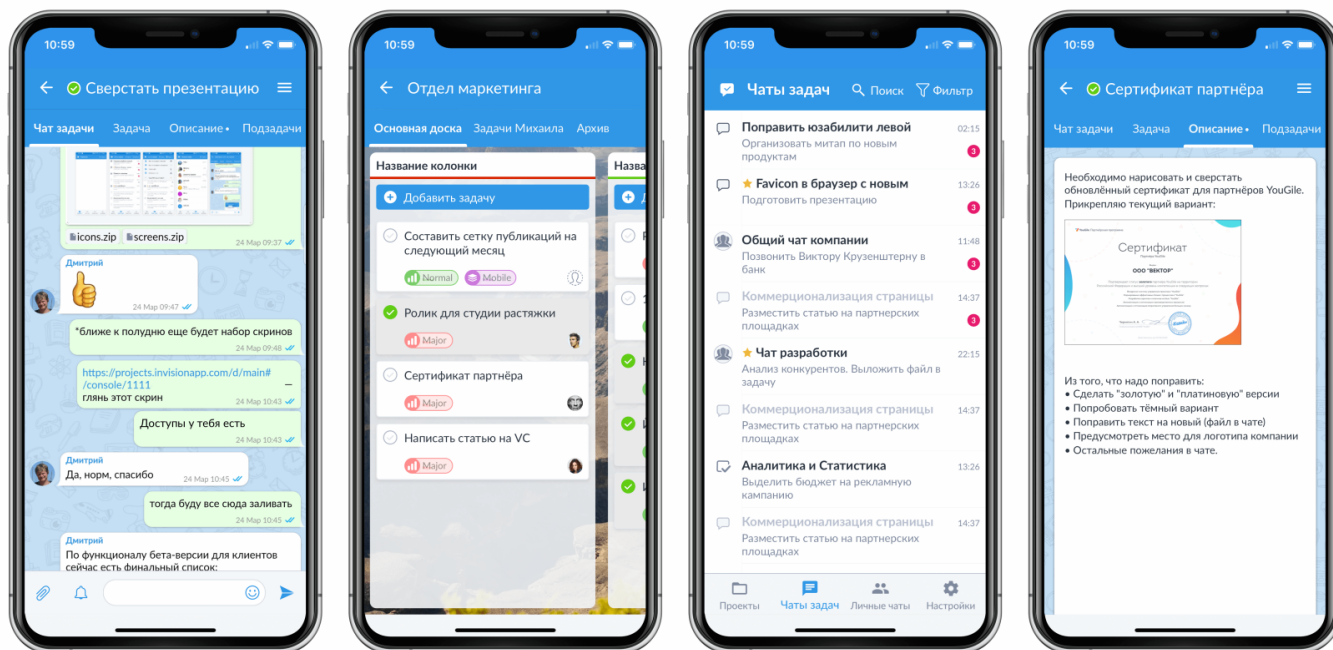 10:59
Сверстать презентацию
Чат задачи Задача Описание • Подзадачи
icons.zip screens.zip
24 Мар 09:37
Дмитрий
24 Мар 09:47
*ближе к полудню еще будет набор скринов
24 Мар 09:48
https://projects.invisionapp.com/d/main#
/console/1111 –
глянь этот скрин
24 Мар 10:43
Доступы у тебя есть
24 Мар 10:43
Дмитрий
Да, норм, спасибо
24 Мар 10:45
тогда буду все сюда заливать
24 Мар 10:45
Дмитрий
По функционалу бета-версии для клиентов
сейчас есть финальный список:
10:59
Отдел маркетинга
Основная доска Задачи Михаила Архив
Название колонки
Назва
Добавить задачу
Составить сетку публикаций на
следующий месяц
Normal Mobile
Ролик для студии растяжки
Major
Сертификат партнёра
Major
Написать статью на VC
Major
10:59
Чаты задач Поиск Фильтр
Поправить юзабилити левой 02:15
Организовать митап по новым
продуктам
3
Favicon в браузер с новым 13:26
Подготовить презентацию
3
Общий чат компании 11:48
Позвонить Виктору Крузенштерну в
банк
3
Коммерционализация страницы 14:37
Разместить статью на партнерских
площадках
3
Чат разработки 22:15
Анализ конкурентов. Выложить файл в
задачу
Коммерционализация страницы 14:37
Разместить статью на партнерских
площадках
Аналитика и Статистика 13:26
Выделить бюджет на рекламную
кампанию
Коммерционализация страницы 14:37
Разместить статью на партнерских
площадках
Проекты Чаты задач Личные чаты Настройки
10:59
Сертификат партнёра
Чат задачи Задача Описание • Подзадачи
Необходимо нарисовать и сверстать
обновлённый сертификат для партнёров YouGile.
Прикрепляю текущий вариант:
Сертификат
ООО "ВЕКТОР"
Из того, что надо поправить:
• Сделать "золотую" и "платиновую" версии
• Попробовать тёмный вариант
• Поправить текст на новый (файл в чате)
• Предусмотреть место для логотипа компании
• Остальные пожелания в чате.